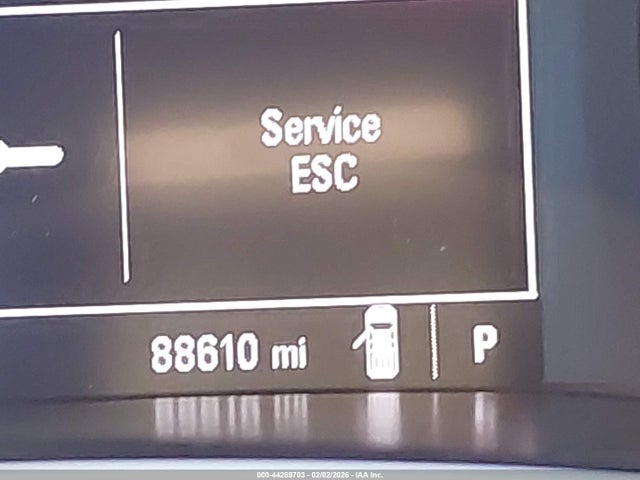 Service
ESC
88610 mi
P
000-44289703 - 02/02/2026 - IAA Inc.